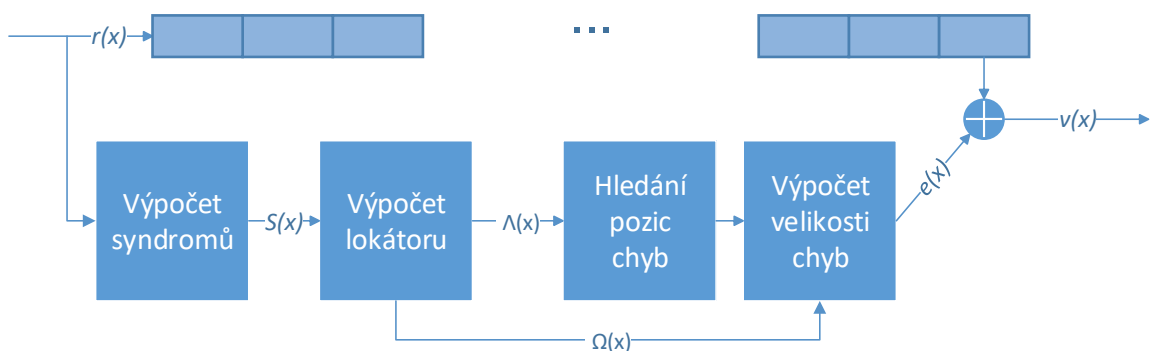 r(x)
...
v(x)
Výpočet
syndromů
S(x)
Výpočet
lokátoru
Λ(x)
Hledání
pozic
chyb
Výpočet
velikosti
chyb
e(x)
Ω(x)